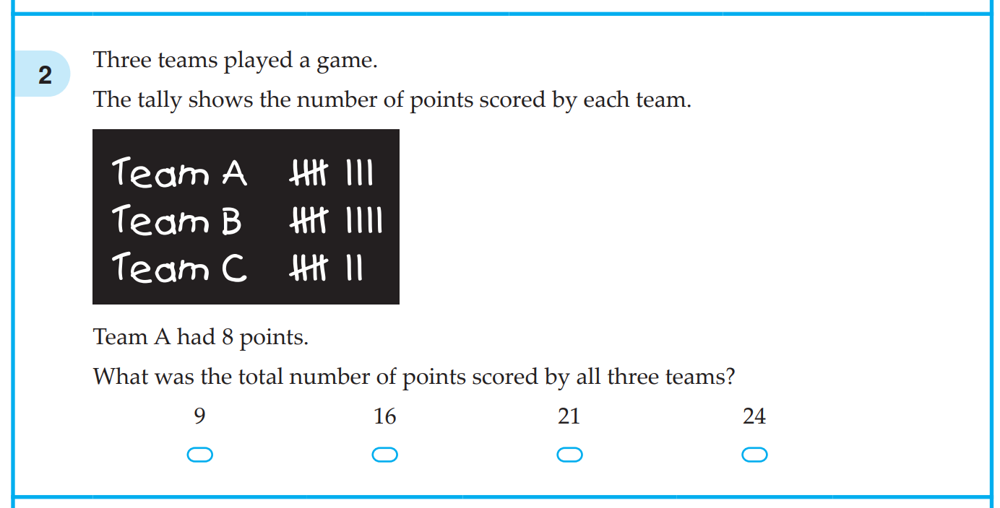 2
Three teams played a game.
The tally shows the number of points scored by each team.
Team A
Team B
Team C
Team A had 8 points.
What was the total number of points scored by all three teams?
9 16 21 24